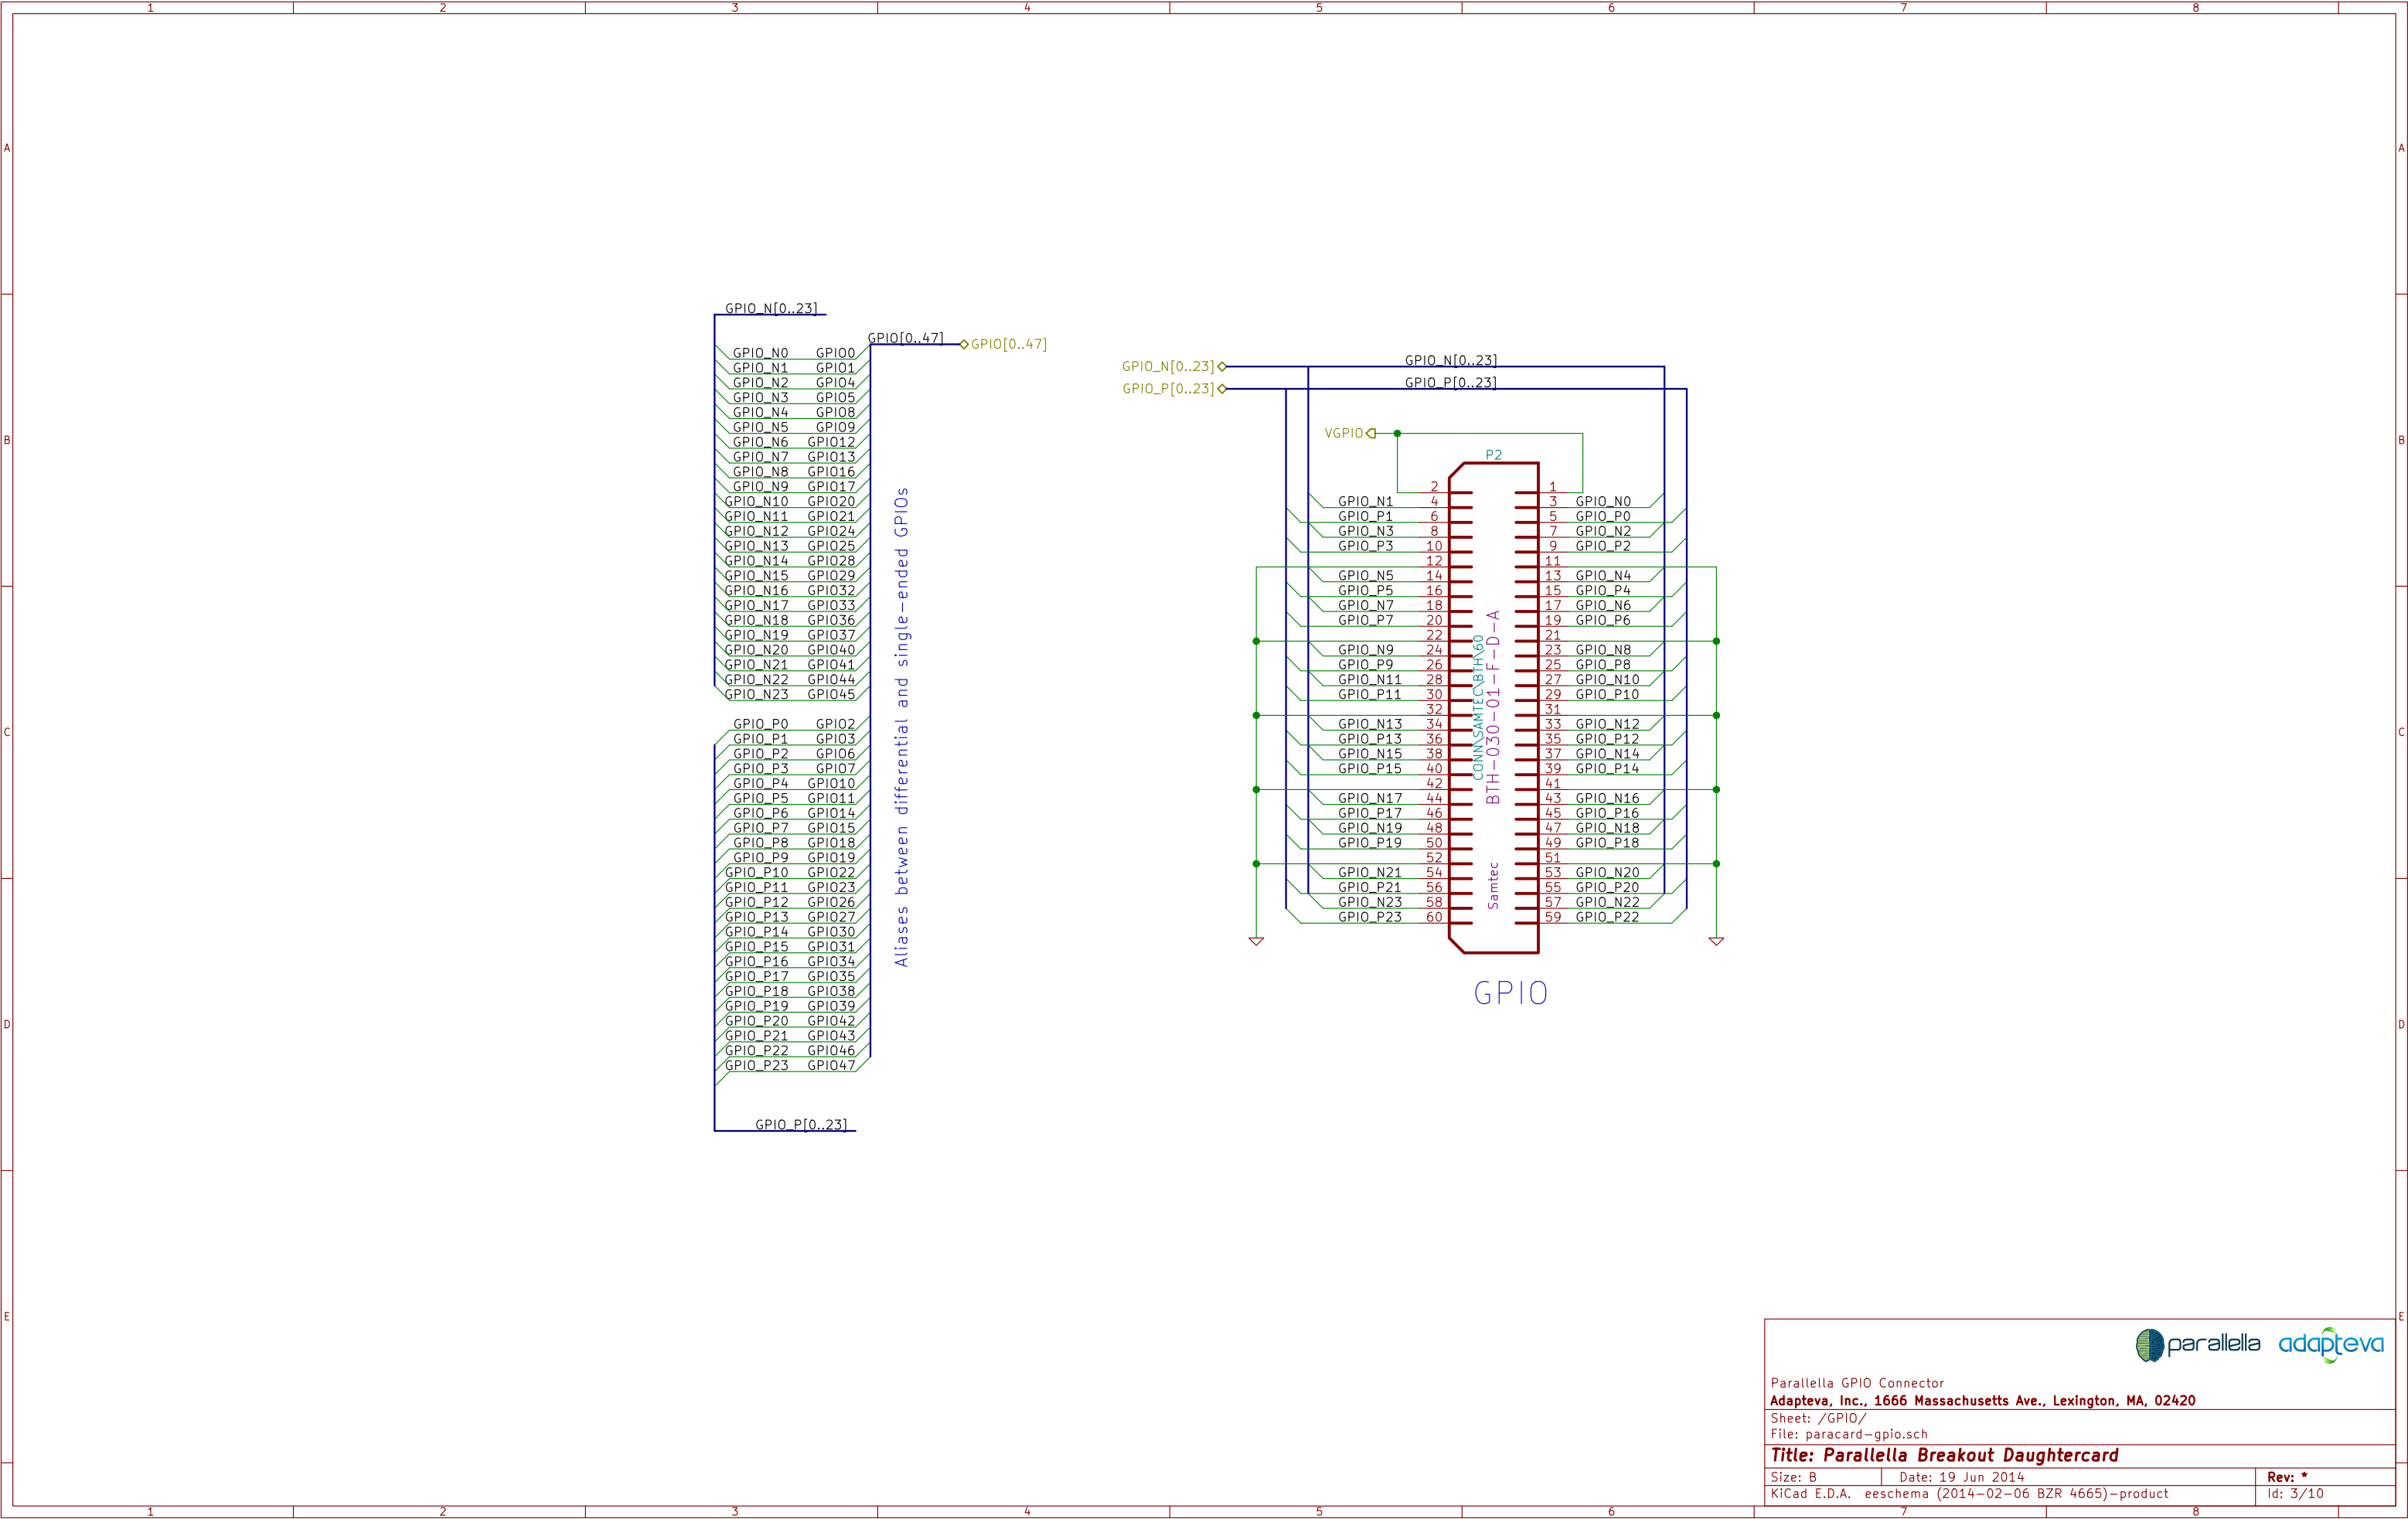 1 2 3 4 5 6 7 8
A A
B B
C C
D D
E E
GPIO_N[0..23]
GPIO[0..47] GPIO[0..47]
GPIO_N0 GPIO0
GPIO_N1 GPIO1
GPIO_N2 GPIO4
GPIO_N3 GPIO5
GPIO_N4 GPIO8
GPIO_N5 GPIO9
GPIO_N6 GPIO12
GPIO_N7 GPIO13
GPIO_N8 GPIO16
GPIO_N9 GPIO17
GPIO_N10 GPIO20
GPIO_N11 GPIO21
GPIO_N12 GPIO24
GPIO_N13 GPIO25
GPIO_N14 GPIO28
GPIO_N15 GPIO29
GPIO_N16 GPIO32
GPIO_N17 GPIO33
GPIO_N18 GPIO36
GPIO_N19 GPIO37
GPIO_N20 GPIO40
GPIO_N21 GPIO41
GPIO_N22 GPIO44
GPIO_N23 GPIO45
GPIO_P0 GPIO2
GPIO_P1 GPIO3
GPIO_P2 GPIO6
GPIO_P3 GPIO7
GPIO_P4 GPIO10
GPIO_P5 GPIO11
GPIO_P6 GPIO14
GPIO_P7 GPIO15
GPIO_P8 GPIO18
GPIO_P9 GPIO19
GPIO_P10 GPIO22
GPIO_P11 GPIO23
GPIO_P12 GPIO26
GPIO_P13 GPIO27
GPIO_P14 GPIO30
GPIO_P15 GPIO31
GPIO_P16 GPIO34
GPIO_P17 GPIO35
GPIO_P18 GPIO38
GPIO_P19 GPIO39
GPIO_P20 GPIO42
GPIO_P21 GPIO43
GPIO_P22 GPIO46
GPIO_P23 GPIO47
GPIO_P[0..23]
Aliases between differential and single-ended GPIOs
GPIO_N[0..23] GPIO_N[0..23]
GPIO_P[0..23] GPIO_P[0..23]
VGPIO
P2
2 1
GPIO_N1 4 3 GPIO_N0
GPIO_P1 6 5 GPIO_P0
GPIO_N3 8 7 GPIO_N2
GPIO_P3 10 9 GPIO_P2
12 11
GPIO_N5 14 13 GPIO_N4
GPIO_P5 16 15 GPIO_P4
GPIO_N7 18 17 GPIO_N6
GPIO_P7 20 19 GPIO_P6
22 21
GPIO_N9 24 23 GPIO_N8
GPIO_P9 26 25 GPIO_P8
GPIO_N11 28 27 GPIO_N10
GPIO_P11 30 29 GPIO_P10
32 31
GPIO_N13 34 33 GPIO_N12
GPIO_P13 36 35 GPIO_P12
GPIO_N15 38 37 GPIO_N14
GPIO_P15 40 39 GPIO_P14
42 41
GPIO_N17 44 43 GPIO_N16
GPIO_P17 46 45 GPIO_P16
GPIO_N19 48 47 GPIO_N18
GPIO_P19 50 49 GPIO_P18
52 51
GPIO_N21 54 53 GPIO_N20
GPIO_P21 56 55 GPIO_P20
GPIO_N23 58 57 GPIO_N22
GPIO_P23 60 59 GPIO_P22
CONN\SAMTEC\BTH\60
BTH-030-01-F-D-A
Samtec
GPIO
parallella adapteva
Parallella GPIO Connector
Adapteva, Inc., 1666 Massachusetts Ave., Lexington, MA, 02420
Sheet: /GPIO/
File: paracard-gpio.sch
Title: Parallella Breakout Daughtercard
Size: B Date: 19 Jun 2014 Rev: *
KiCad E.D.A. eeschema (2014-02-06 BZR 4665)-product Id: 3/10
1 2 3 4 5 6 7 8